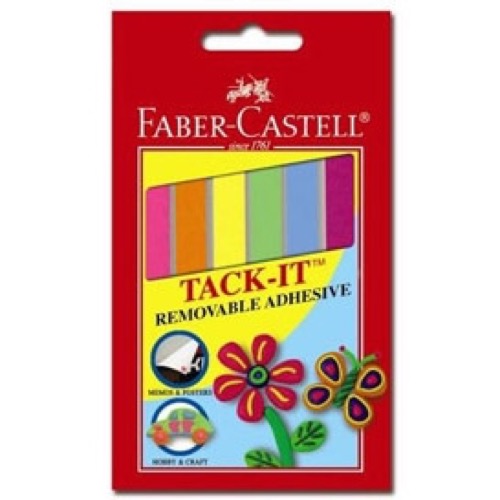 FABER-CASTELL®
since 1761
TACK-IT™
REMOVABLE ADHESIVE
MEMOS & POSTERS
HOBBY & CRAFT